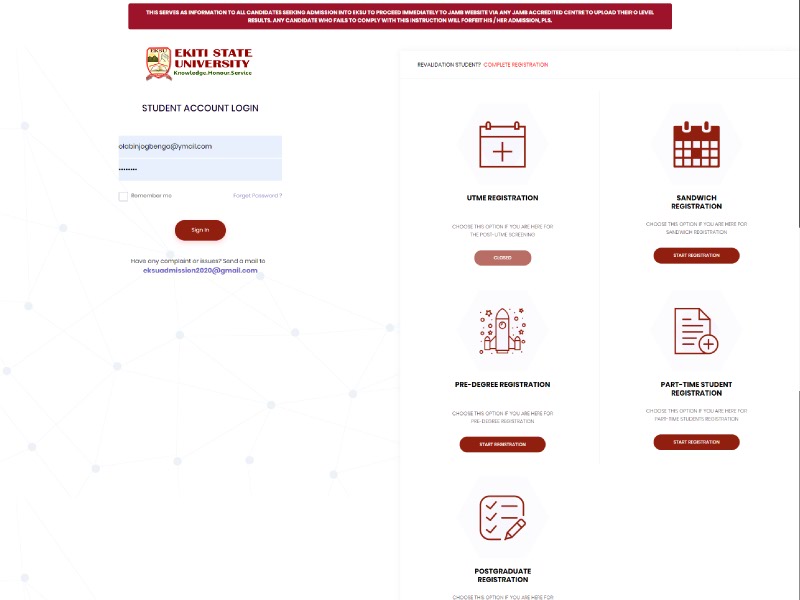 THIS SERVES AS INFORMATION TO ALL CANDIDATES SEEKING ADMISSION INTO EKSU TO PROCEED IMMEDIATELY TO JAMB WEBSITE VIA ANY JAMB ACCREDITED CENTRE TO UPLOAD THEIR O LEVEL
RESULTS. ANY CANDIDATE WHO FAILS TO COMPLY WITH THIS INSTRUCTION WILL FORFEIT HIS / HER ADMISSION, PLS.
EKSU
EKITI STATE
UNIVERSITY
Knowledge.Honour.Service
STUDENT ACCOUNT LOGIN
olabinjogbenga@ymail.com
••••••••
Remember me
Forget Password ?
Sign in
Have any complaint or issues? Send a mail to
eksuadmission2020@gmail.com
REVALIDATION STUDENT? COMPLETE REGISTRATION
UTME REGISTRATION
CHOOSE THIS OPTION IF YOU ARE HERE FOR
THE POST-UTME SCREENING
CLOSED
SANDWICH
REGISTRATION
CHOOSE THIS OPTION IF YOU ARE HERE FOR
SANDWICH REGISTRATION
START REGISTRATION
PRE-DEGREE REGISTRATION
CHOOSE THIS OPTION IF YOU ARE HERE FOR
PRE-DEGREE REGISTRATION
START REGISTRATION
PART-TIME STUDENT
REGISTRATION
CHOOSE THIS OPTION IF YOU ARE HERE FOR
PART-TIME STUDENTS REGISTRATION
START REGISTRATION
POSTGRADUATE
REGISTRATION
CHOOSE THIS OPTION IF YOU ARE HERE FOR